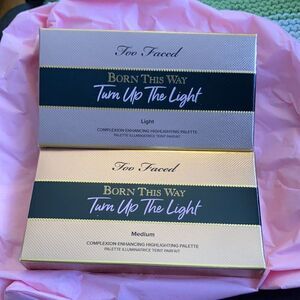 Too Faced
BORN THIS WAY
Turn Up The Light
Light
COMPLEXION ENHANCING HIGHLIGHTING PALETTE
PALETTE ILLUMINATRICE TEINT PARFAIT
Too Faced
BORN THIS WAY
Turn Up The Light
Medium
COMPLEXION ENHANCING HIGHLIGHTING PALETTE
PALETTE ILLUMINATRICE TEINT PARFAIT